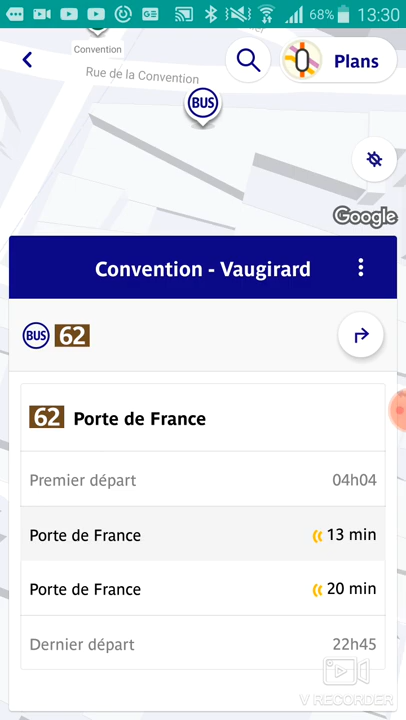 68% 13:30
Convention
Rue de la Convention
Plans
BUS
Google
Convention - Vaugirard
BUS 62
62 Porte de France
Premier départ 04h04
Porte de France 13 min
Porte de France 20 min
Dernier départ 22h45
V RECORDER